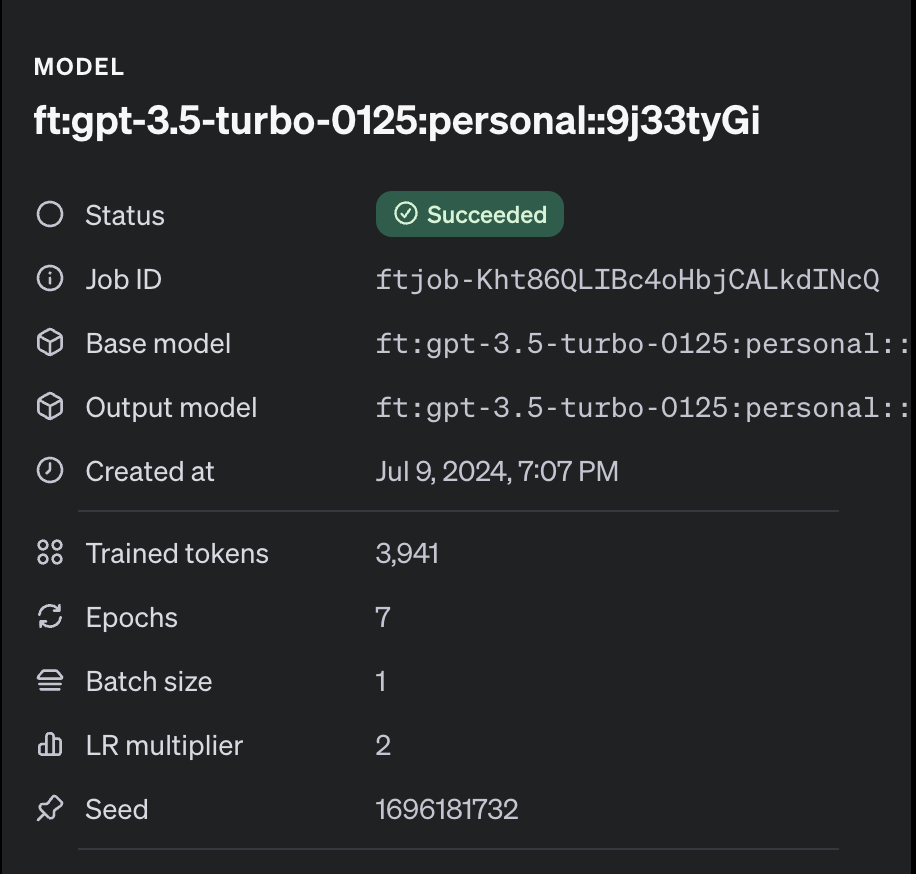 MODEL
ft:gpt-3.5-turbo-0125:personal::9j33tyGi
Status Succeeded
Job ID ftjob-Kht86QLIBc4oHbjCALkdINcQ
Base model ft:gpt-3.5-turbo-0125:personal::
Output model ft:gpt-3.5-turbo-0125:personal::
Created at Jul 9, 2024, 7:07 PM
Trained tokens 3,941
Epochs 7
Batch size 1
LR multiplier 2
Seed 1696181732